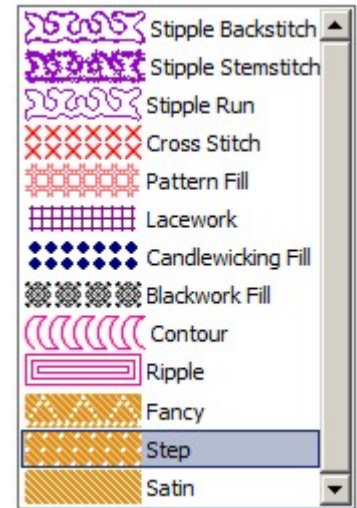 Stipple Backstitch
Stipple Stemstitch
Stipple Run
Cross Stitch
Pattern Fill
Lacework
Candlewicking Fill
Blackwork Fill
Contour
Ripple
Fancy
Step
Satin